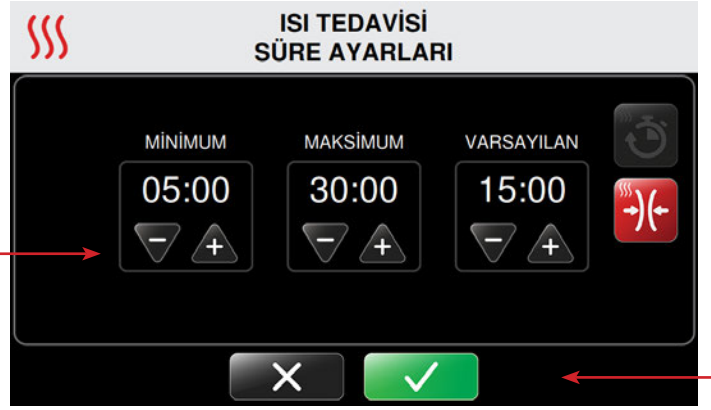 ISI TEDAVİSİ
SÜRE AYARLARI
MİNİMUM MAKSİMUM VARSAYILAN
05:00 30:00 15:00